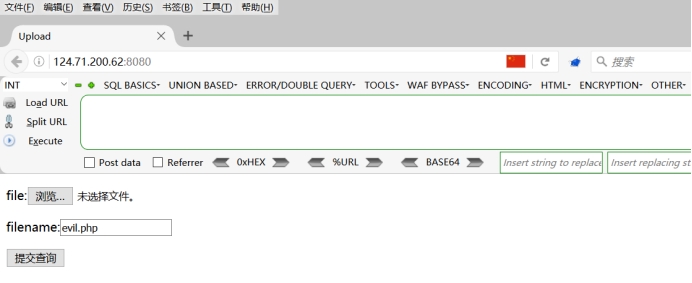 文件(F) 编辑(E) 查看(V) 历史(S) 书签(B) 工具(T) 帮助(H)
Upload
124.71.200.62:8080 搜索
INT SQL BASICS UNION BASED ERROR/DOUBLE QUERY TOOLS WAF BYPASS ENCODING HTML ENCRYPTION OTHER
Load URL
Split URL
Execute
Post data Referrer 0xHEX %URL BASE64 Insert string to replace Insert replacing st
file: 浏览... 未选择文件。
filename: evil.php
提交查询